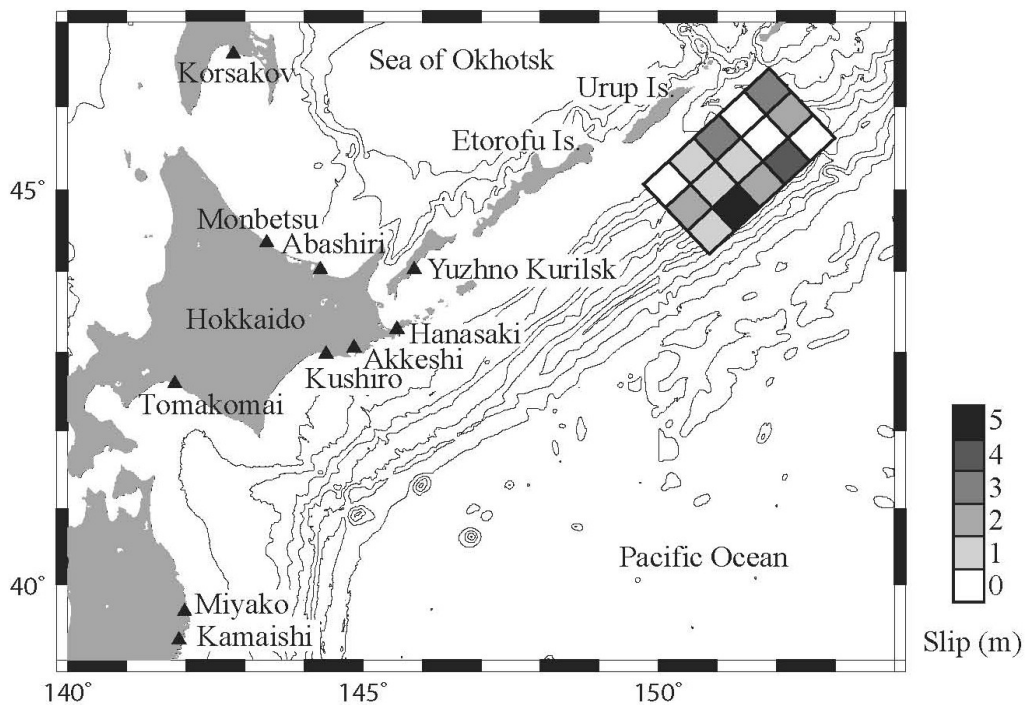 Korsakov
Sea of Okhotsk
Urup Is.
Etorofu Is.
45°
Monbetsu
Abashiri
Yuzhno Kurilsk
Hokkaido
Hanasaki
Akkeshi
Kushiro
Tomakomai
5
4
3
2
1
0
Pacific Ocean
40°
Miyako
Kamaishi
Slip (m)
140°
145°
150°